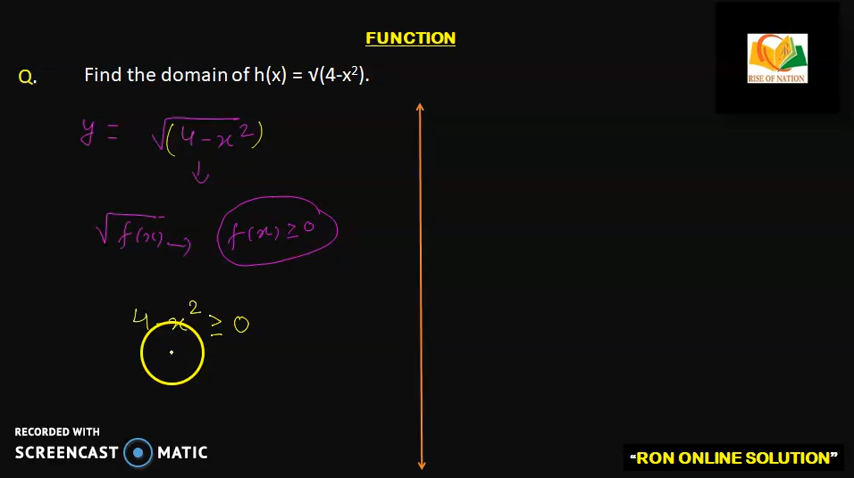 FUNCTION
Q. Find the domain of h(x) = √(4-x²).
y = √(4-x²)
↓
√f(x) → f(x) ≥ 0
4-x² ≥ 0
RISE OF NATION
RECORDED WITH
SCREENCAST MATIC
“RON ONLINE SOLUTION”